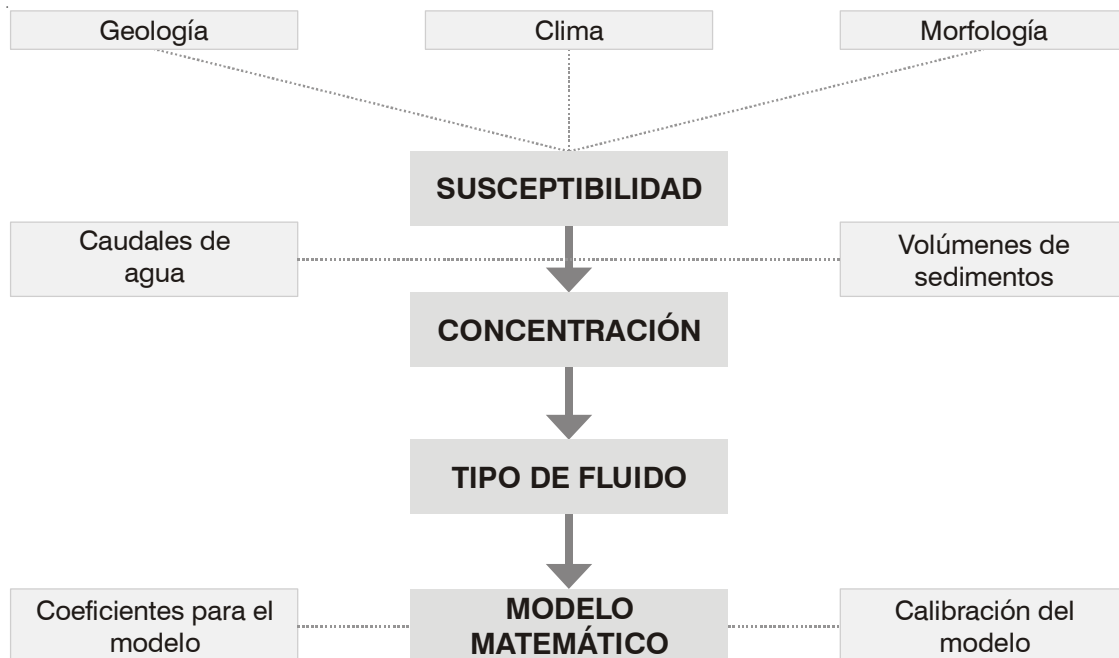 Geología
Clima
Morfología
SUSCEPTIBILIDAD
Caudales de
agua
Volúmenes de
sedimentos
CONCENTRACIÓN
TIPO DE FLUIDO
Coeficientes para el
modelo
MODELO
MATEMÁTICO
Calibración del
modelo